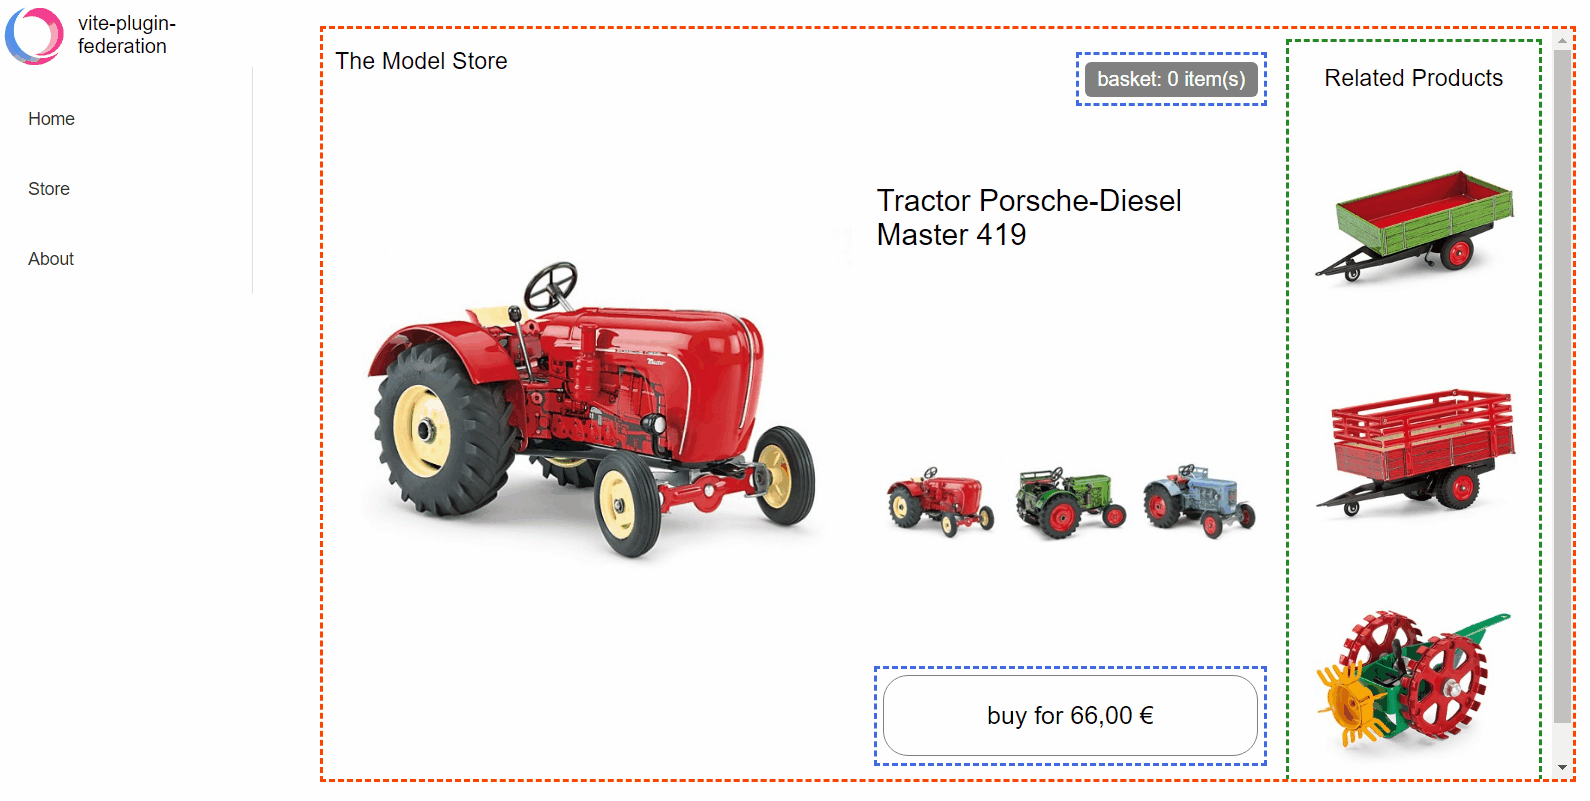 vite-plugin-
federation
Home
Store
About
The Model Store
basket: 0 item(s)
Related Products
Tractor Porsche-Diesel
Master 419
buy for 66,00 €